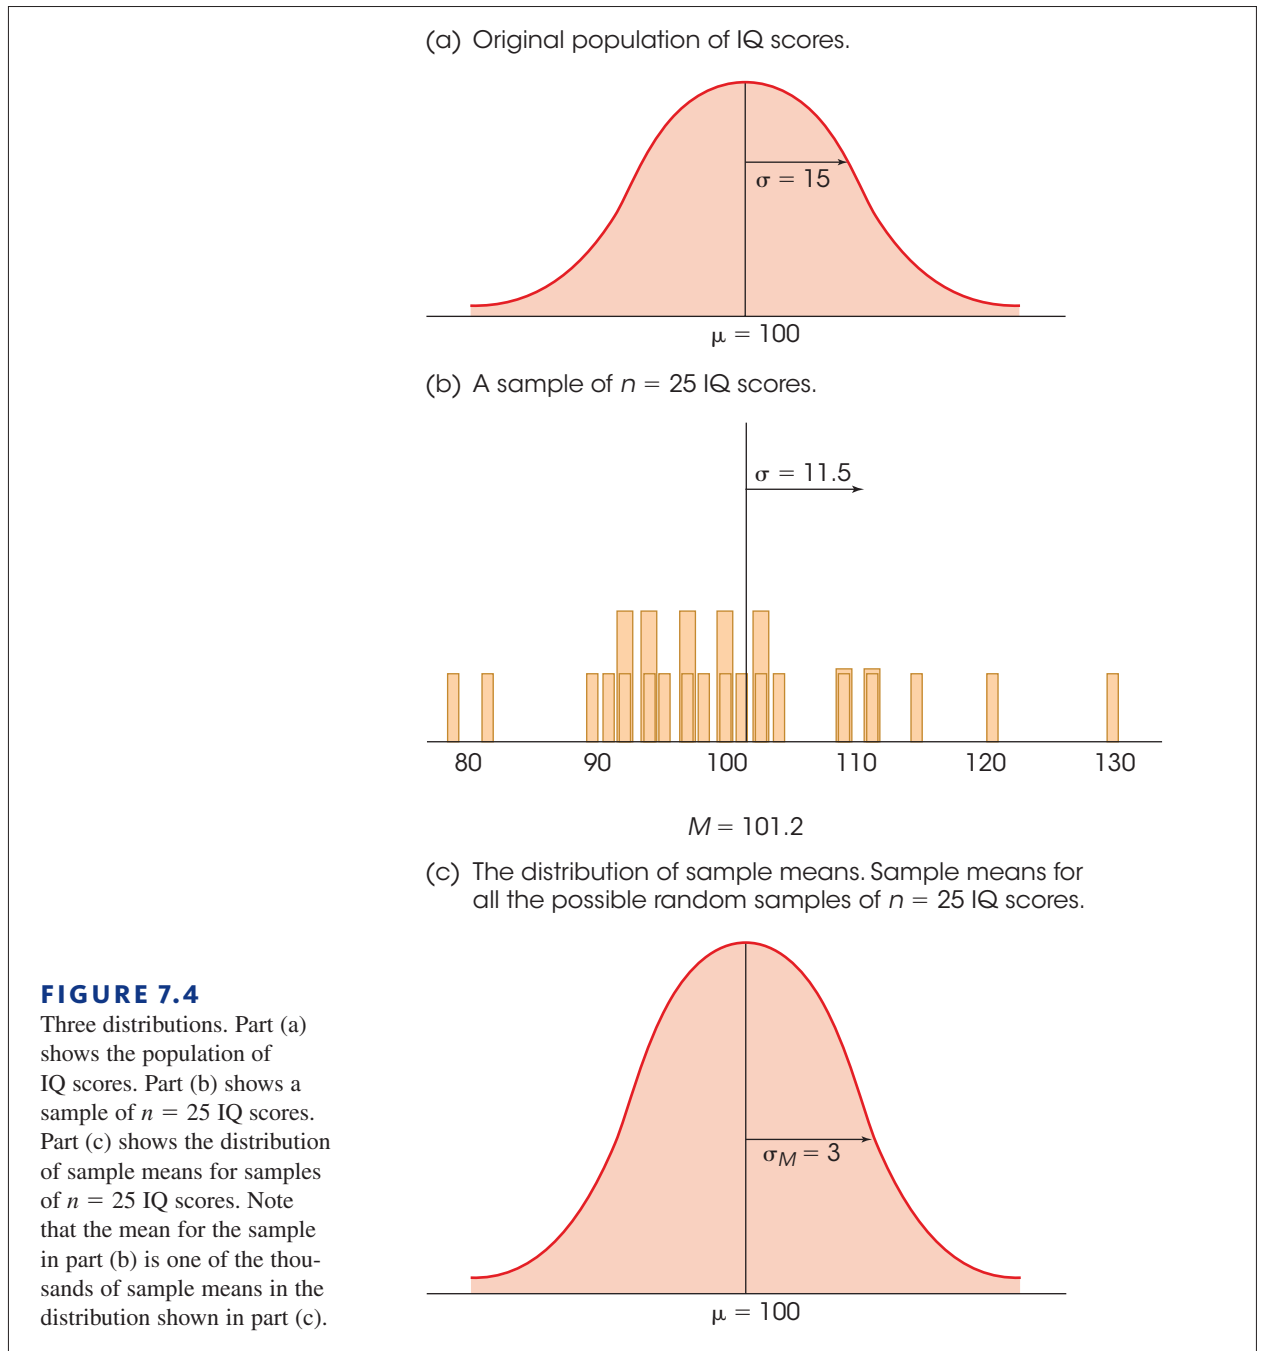 (a) Original population of IQ scores.
σ = 15
μ = 100
(b) A sample of n = 25 IQ scores.
σ = 11.5
80 90 100 110 120 130
M = 101.2
(c) The distribution of sample means. Sample means for
all the possible random samples of n = 25 IQ scores.
σM = 3
μ = 100
FIGURE 7.4
Three distributions. Part (a)
shows the population of
IQ scores. Part (b) shows a
sample of n = 25 IQ scores.
Part (c) shows the distribution
of sample means for samples
of n = 25 IQ scores. Note
that the mean for the sample
in part (b) is one of the thou-
sands of sample means in the
distribution shown in part (c).